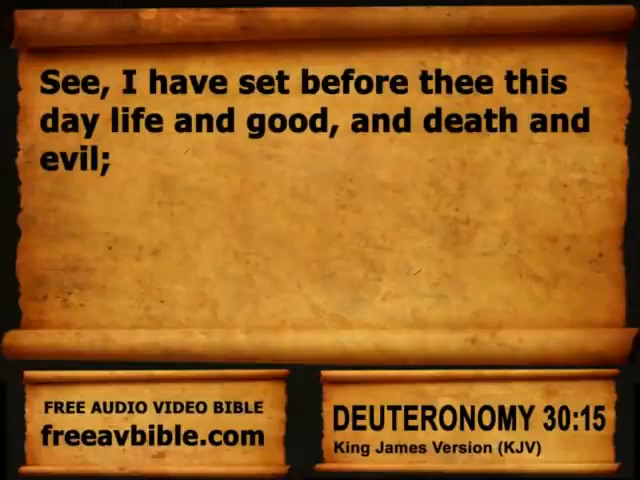 See, I have set before thee this
day life and good, and death and
evil;
FREE AUDIO VIDEO BIBLE
freeavbible.com
DEUTERONOMY 30:15
King James Version (KJV)